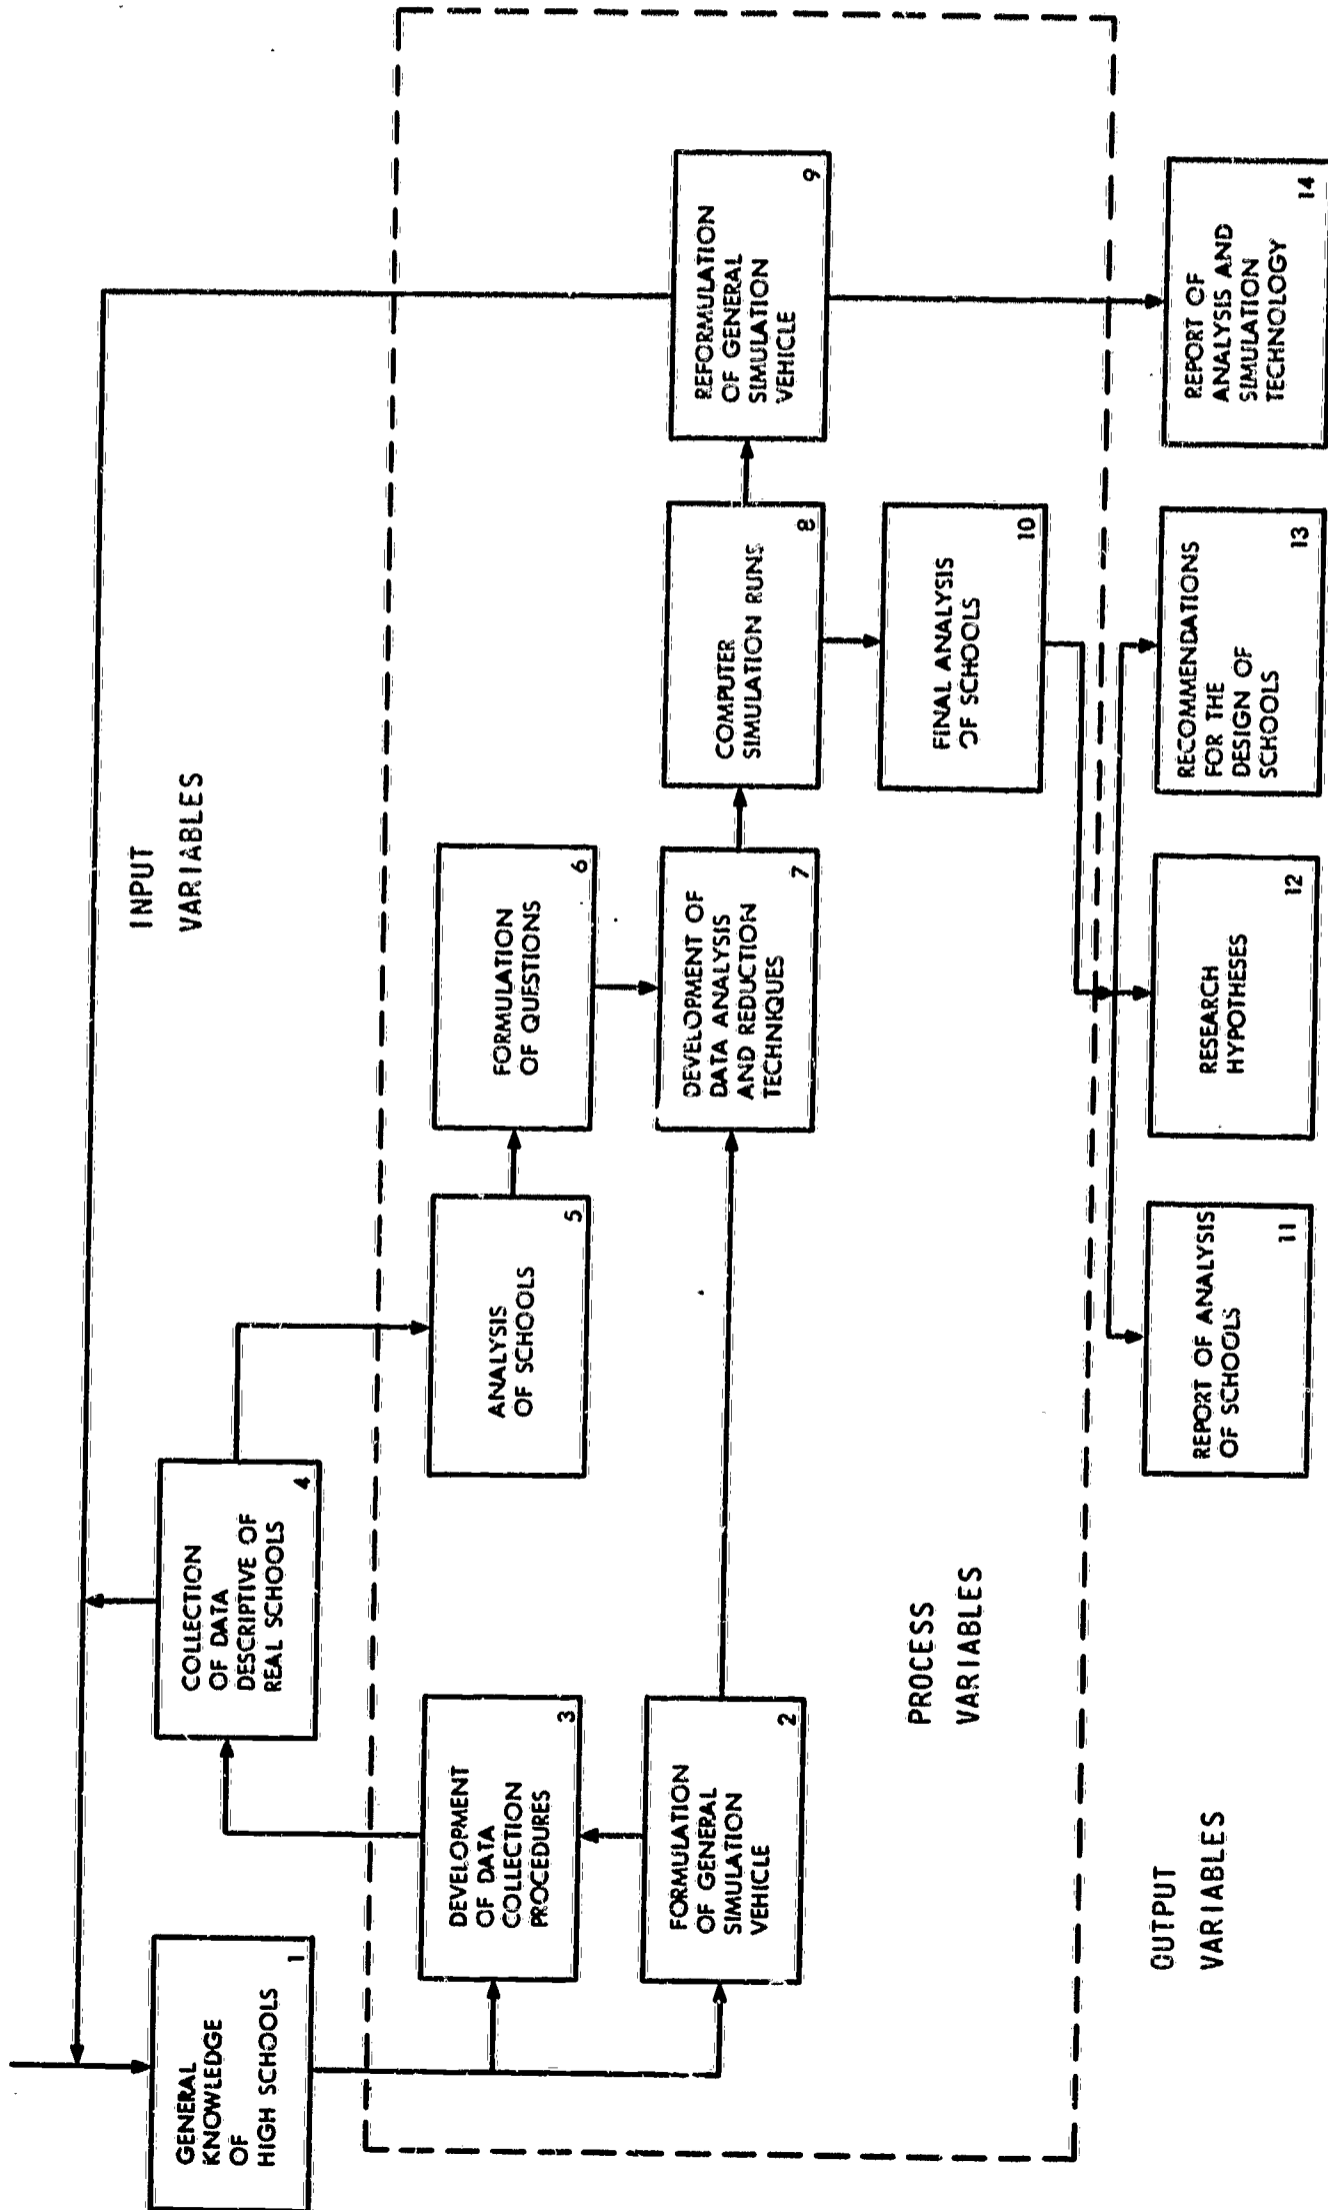 INPUT
VARIABLES
GENERAL
KNOWLEDGE
OF
HIGH SCHOOLS
1
COLLECTION
OF DATA
DESCRIPTIVE OF
REAL SCHOOLS
4
DEVELOPMENT
OF DATA
COLLECTION
PROCEDURES
3
ANALYSIS
OF SCHOOLS
5
FORMULATION
OF QUESTIONS
6
FORMULATION
OF GENERAL
SIMULATION
VEHICLE
2
DEVELOPMENT OF
DATA ANALYSIS
AND REDUCTION
TECHNIQUES
7
COMPUTER
SIMULATION RUNS
8
REFORMULATION
OF GENERAL
SIMULATION
VEHICLE
9
PROCESS
VARIABLES
FINAL ANALYSIS
OF SCHOOLS
10
OUTPUT
VARIABLES
REPORT OF ANALYSIS
OF SCHOOLS
11
RESEARCH
HYPOTHESES
12
RECOMMENDATIONS
FOR THE
DESIGN OF
SCHOOLS
13
REPORT OF
ANALYSIS AND
SIMULATION
TECHNOLOGY
14